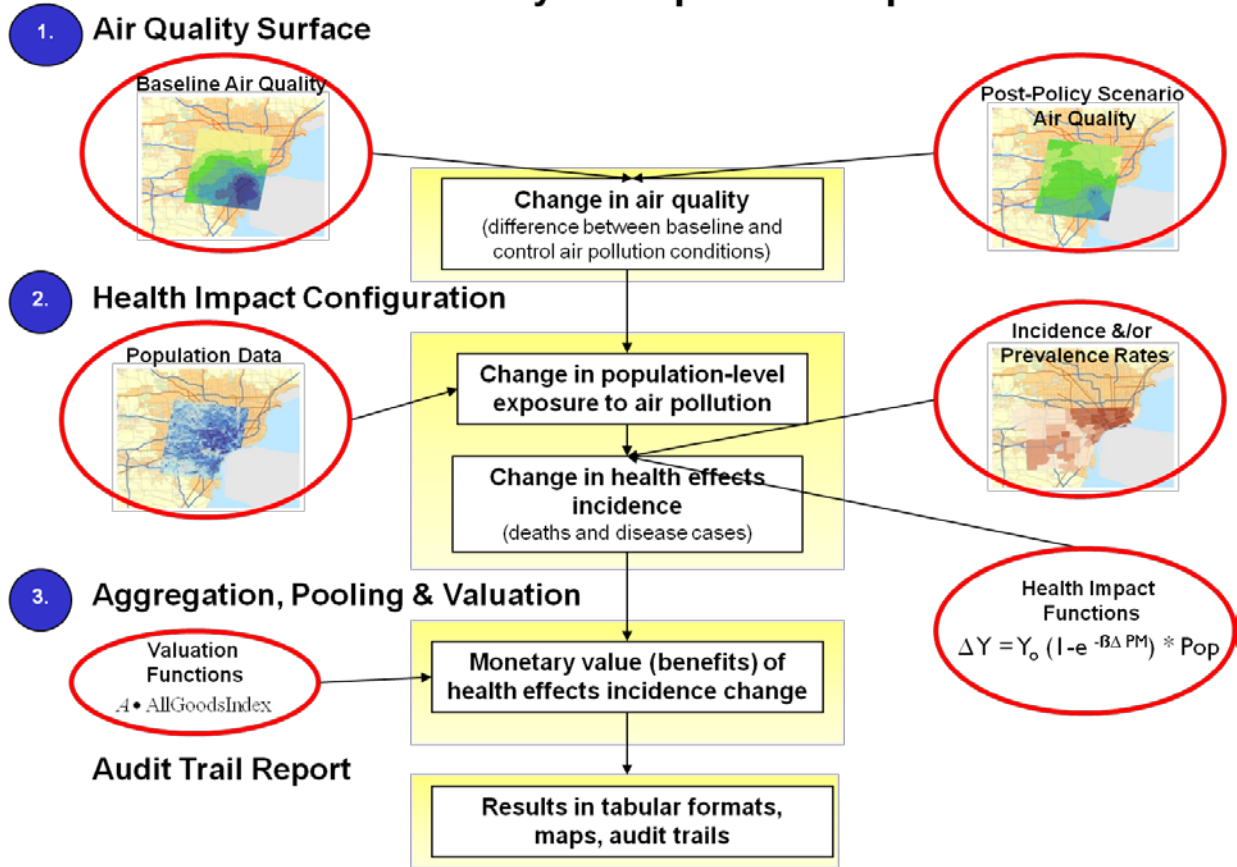 1.
Air Quality Surface
Baseline Air Quality
Post-Policy Scenario
Air Quality
Change in air quality
(difference between baseline and
control air pollution conditions)
2.
Health Impact Configuration
Population Data
Incidence &/or
Prevalence Rates
Change in population-level
exposure to air pollution
Change in health effects
incidence
(deaths and disease cases)
3.
Aggregation, Pooling & Valuation
Health Impact
Functions
ΔY = Yo (1-e -ßΔ PM) * Pop
Valuation
Functions
A • AllGoodsIndex
Monetary value (benefits) of
health effects incidence change
Audit Trail Report
Results in tabular formats,
maps, audit trails